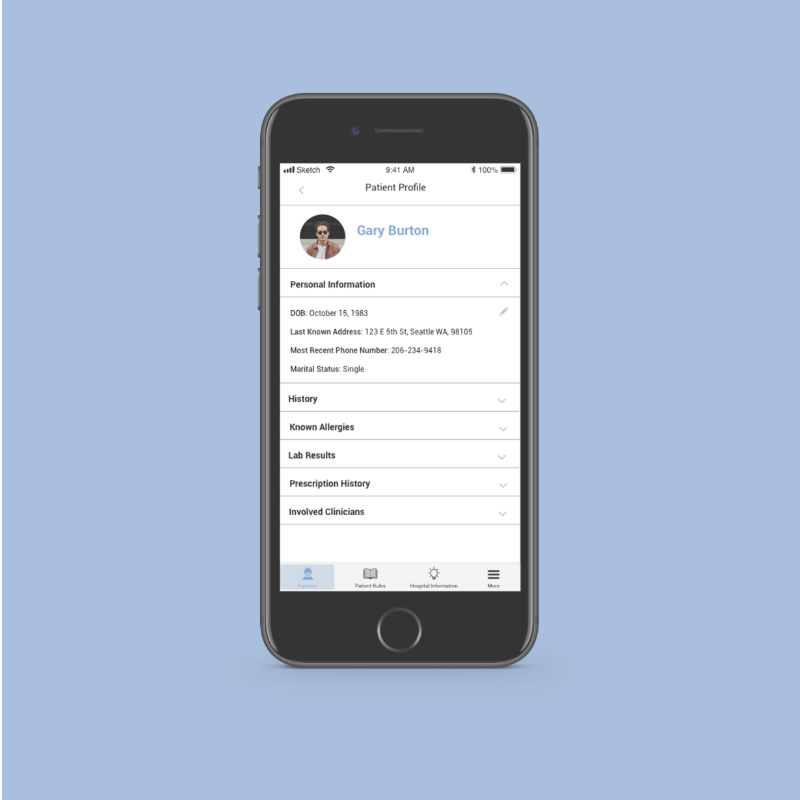 Sketch 9:41 AM 100%
Patient Profile
Gary Burton
Personal Information
DOB: October 15, 1983
Last Known Address: 123 E 5th St, Seattle WA, 98105
Most Recent Phone Number: 206-234-9418
Marital Status: Single
History
Known Allergies
Lab Results
Prescription History
Involved Clinicians
Patients Patient Rules Hospital Information More